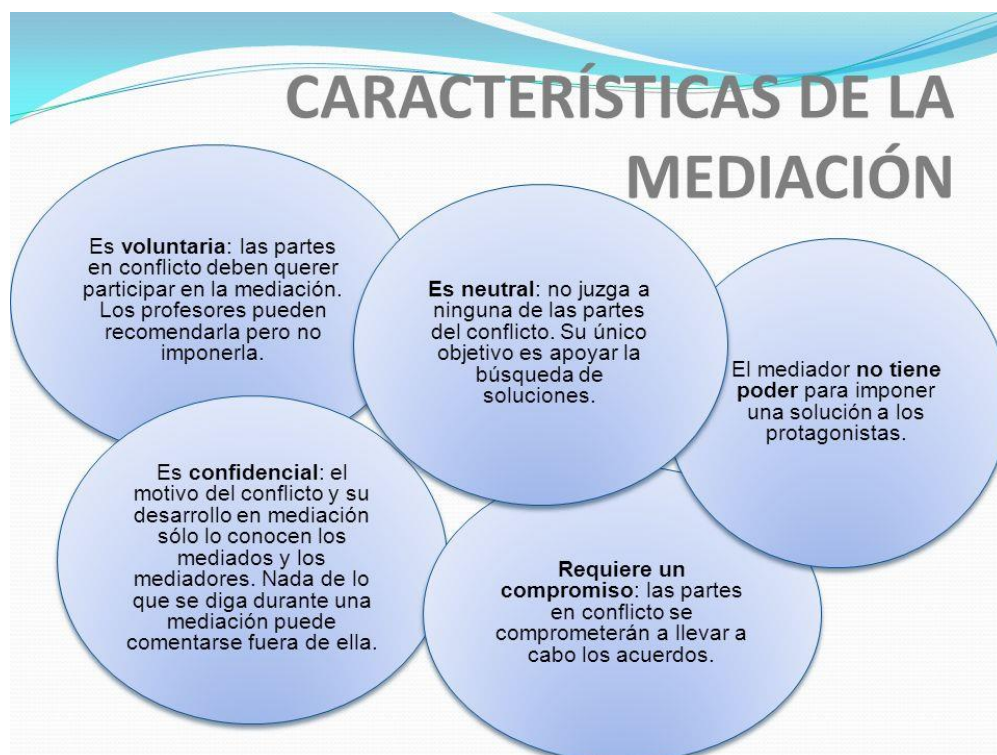 CARACTERÍSTICAS DE LA
MEDIACIÓN
Es voluntaria: las partes
en conflicto deben querer
participar en la mediación.
Los profesores pueden
recomendarla pero no
imponerla.
Es neutral: no juzga a
ninguna de las partes
del conflicto. Su único
objetivo es apoyar la
búsqueda de
soluciones.
El mediador no tiene
poder para imponer
una solución a los
protagonistas.
Es confidencial: el
motivo del conflicto y su
desarrollo en mediación
sólo lo conocen los
mediados y los
mediadores. Nada de lo
que se diga durante una
mediación puede
comentarse fuera de ella.
Requiere un
compromiso: las partes
en conflicto se
comprometerán a llevar a
cabo los acuerdos.